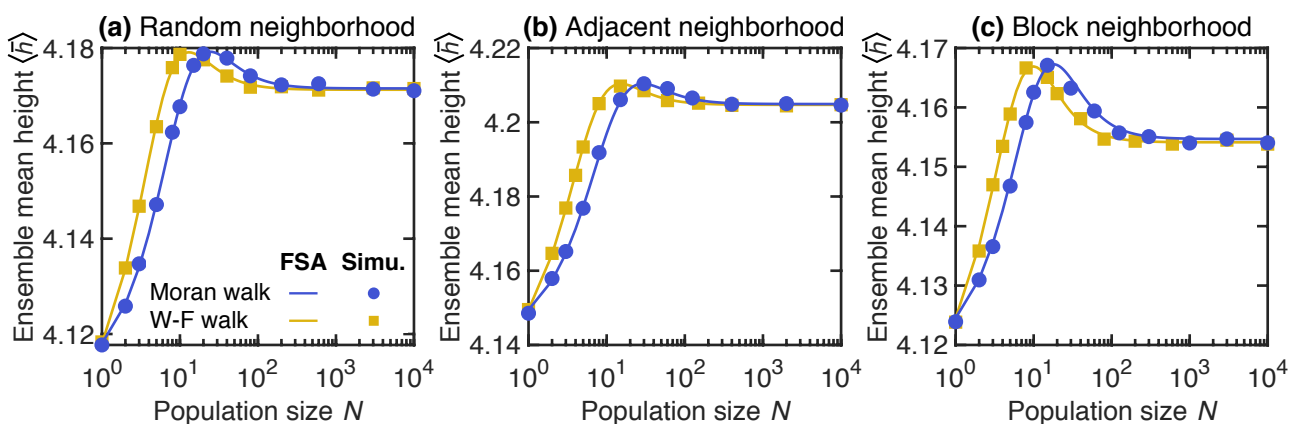 (a) Random neighborhood
Ensemble mean height ⟨h̄⟩
4.18
4.16
4.14
4.12
FSA Simu.
Moran walk
W-F walk
10^0 10^1 10^2 10^3 10^4
Population size N
(b) Adjacent neighborhood
Ensemble mean height ⟨h̄⟩
4.22
4.2
4.18
4.16
4.14
10^0 10^1 10^2 10^3 10^4
Population size N
(c) Block neighborhood
Ensemble mean height ⟨h̄⟩
4.17
4.16
4.15
4.14
4.13
4.12
10^0 10^1 10^2 10^3 10^4
Population size N